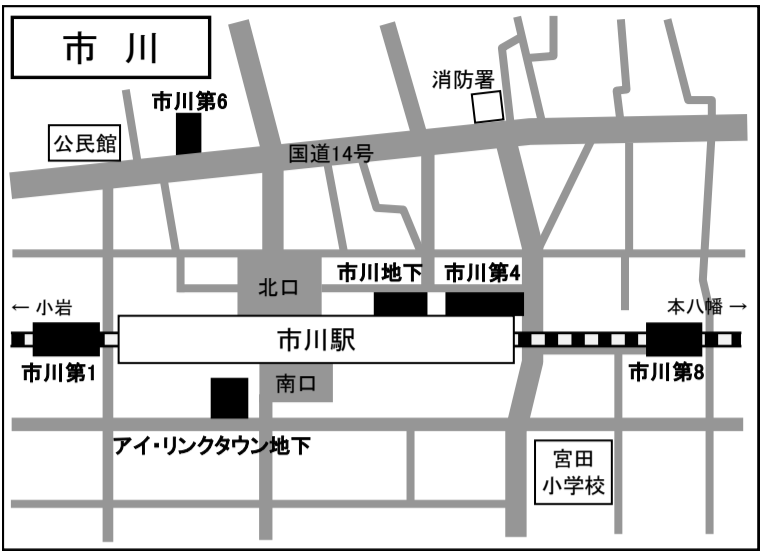 市 川
消防署
市川第6
公民館
国道14号
北口
市川地下
市川第4
← 小岩
本八幡 →
市川駅
市川第1
南口
市川第8
アイ・リンクタウン地下
宮田
小学校